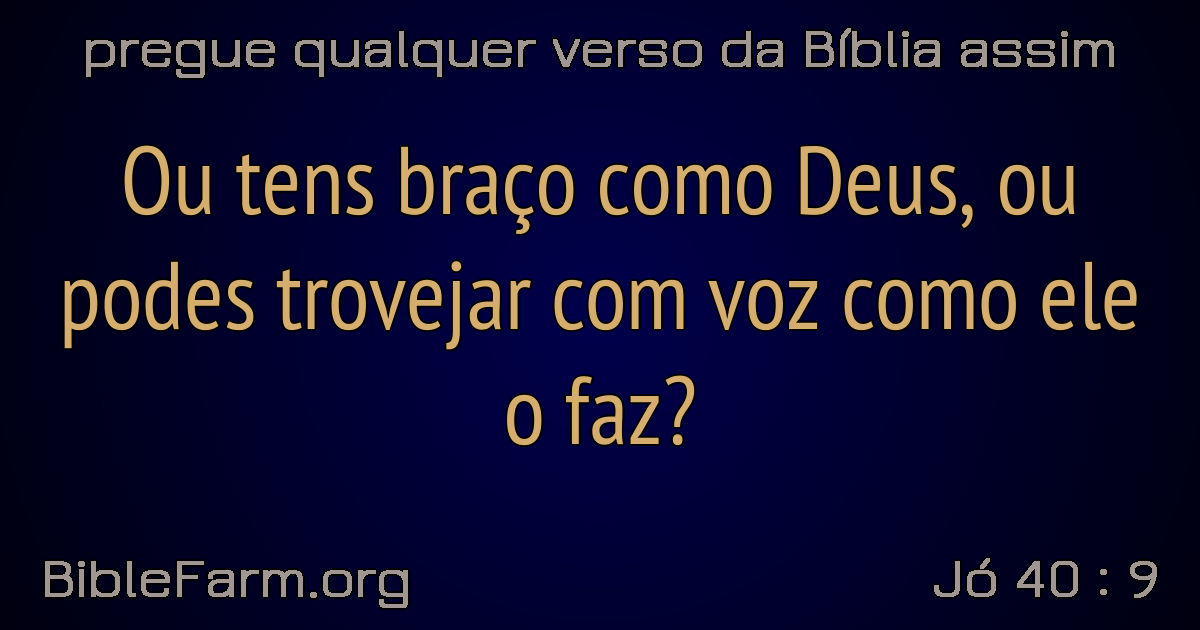 pregue qualquer verso da Bíblia assim
Ou tens braço como Deus, ou
podes trovejar com voz como ele
o faz?
BibleFarm.org
Jó 40 : 9